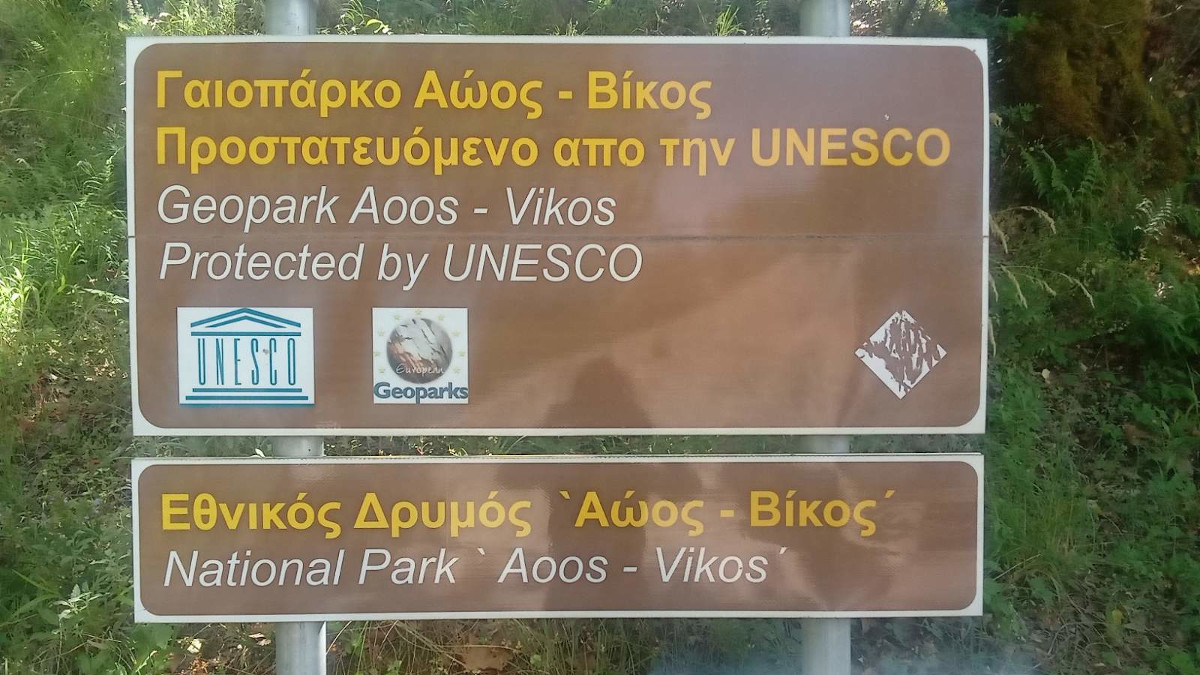 Γαιοπάρκο Αώος - Βίκος
Προστατευόμενο απο την UNESCO
Geopark Aoos - Vikos
Protected by UNESCO
UNESCO
European
Geoparks
Εθνικός Δρυμός `Αώος - Βίκος´
National Park ` Aoos - Vikos´